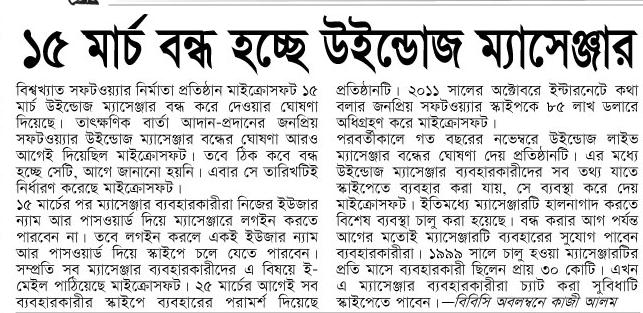 ১৫ মার্চ বন্ধ হচ্ছে উইন্ডোজ ম্যাসেঞ্জার
বিশ্বখ্যাত সফটওয়্যার নির্মাতা প্রতিষ্ঠান মাইক্রোসফট ১৫
মার্চ উইন্ডোজ ম্যাসেঞ্জার বন্ধ করে দেওয়ার ঘোষণা
দিয়েছে। তাৎক্ষণিক বার্তা আদান-প্রদানের জনপ্রিয়
সফটওয়্যার উইন্ডোজ ম্যাসেঞ্জার বন্ধের ঘোষণা আরও
আগেই দিয়েছিল মাইক্রোসফট। তবে ঠিক কবে বন্ধ
হচ্ছে সেটি, আগে জানানো হয়নি। এবার সে তারিখটিই
নির্ধারণ করেছে মাইক্রোসফট।
১৫ মার্চের পর ম্যাসেঞ্জার ব্যবহারকারীরা নিজের ইউজার
ন্যাম আর পাসওয়ার্ড দিয়ে ম্যাসেঞ্জারে লগইন করতে
পারবেন না। তবে লগইন করলে একই ইউজার ন্যাম
আর পাসওয়ার্ড দিয়ে স্কাইপে চলে যেতে পারবেন।
সম্প্রতি সব ম্যাসেঞ্জার ব্যবহারকারীদের এ বিষয়ে ই-
মেইল পাঠিয়েছে মাইক্রোসফট। ২৫ মার্চের আগেই সব
ব্যবহারকারীর স্কাইপ ব্যবহারের পরামর্শ দিয়েছে
প্রতিষ্ঠানটি। ২০১১ সালের অক্টোবরে ইন্টারনেটে কথা
বলার জনপ্রিয় সফটওয়্যার স্কাইপকে ৮৫ লাখ ডলারে
অধিগ্রহণ করে মাইক্রোসফট।
পরবর্তীকালে গত বছরের নভেম্বরে উইন্ডোজ লাইভ
ম্যাসেঞ্জার বন্ধের ঘোষণা দেয় প্রতিষ্ঠানটি। এর মধ্যে
উইন্ডোজ ম্যাসেঞ্জার ব্যবহারকারীদের সব তথ্য যাতে
স্কাইপেতে ব্যবহার করা যায়, সে ব্যবস্থা করে দেয়
মাইক্রোসফট। ইতিমধ্যে ম্যাসেঞ্জারটি হালনাগাদ করতে
বিশেষ ব্যবস্থা চালু করা হয়েছে। বন্ধ করার আগ পর্যন্ত
আগের মতোই ম্যাসেঞ্জারটি ব্যবহারের সুযোগ পাবেন
ব্যবহারকারীরা। ১৯৯৯ সালে চালু হওয়া ম্যাসেঞ্জারটির
প্রতি মাসে ব্যবহারকারী ছিলেন প্রায় ৩০ কোটি। এখন
এ ম্যাসেঞ্জার ব্যবহারকারীরা চ্যাট করা সুবিধাটি
স্কাইপেতে পাবেন।—বিবিসি অবলম্বনে কাজী আলম